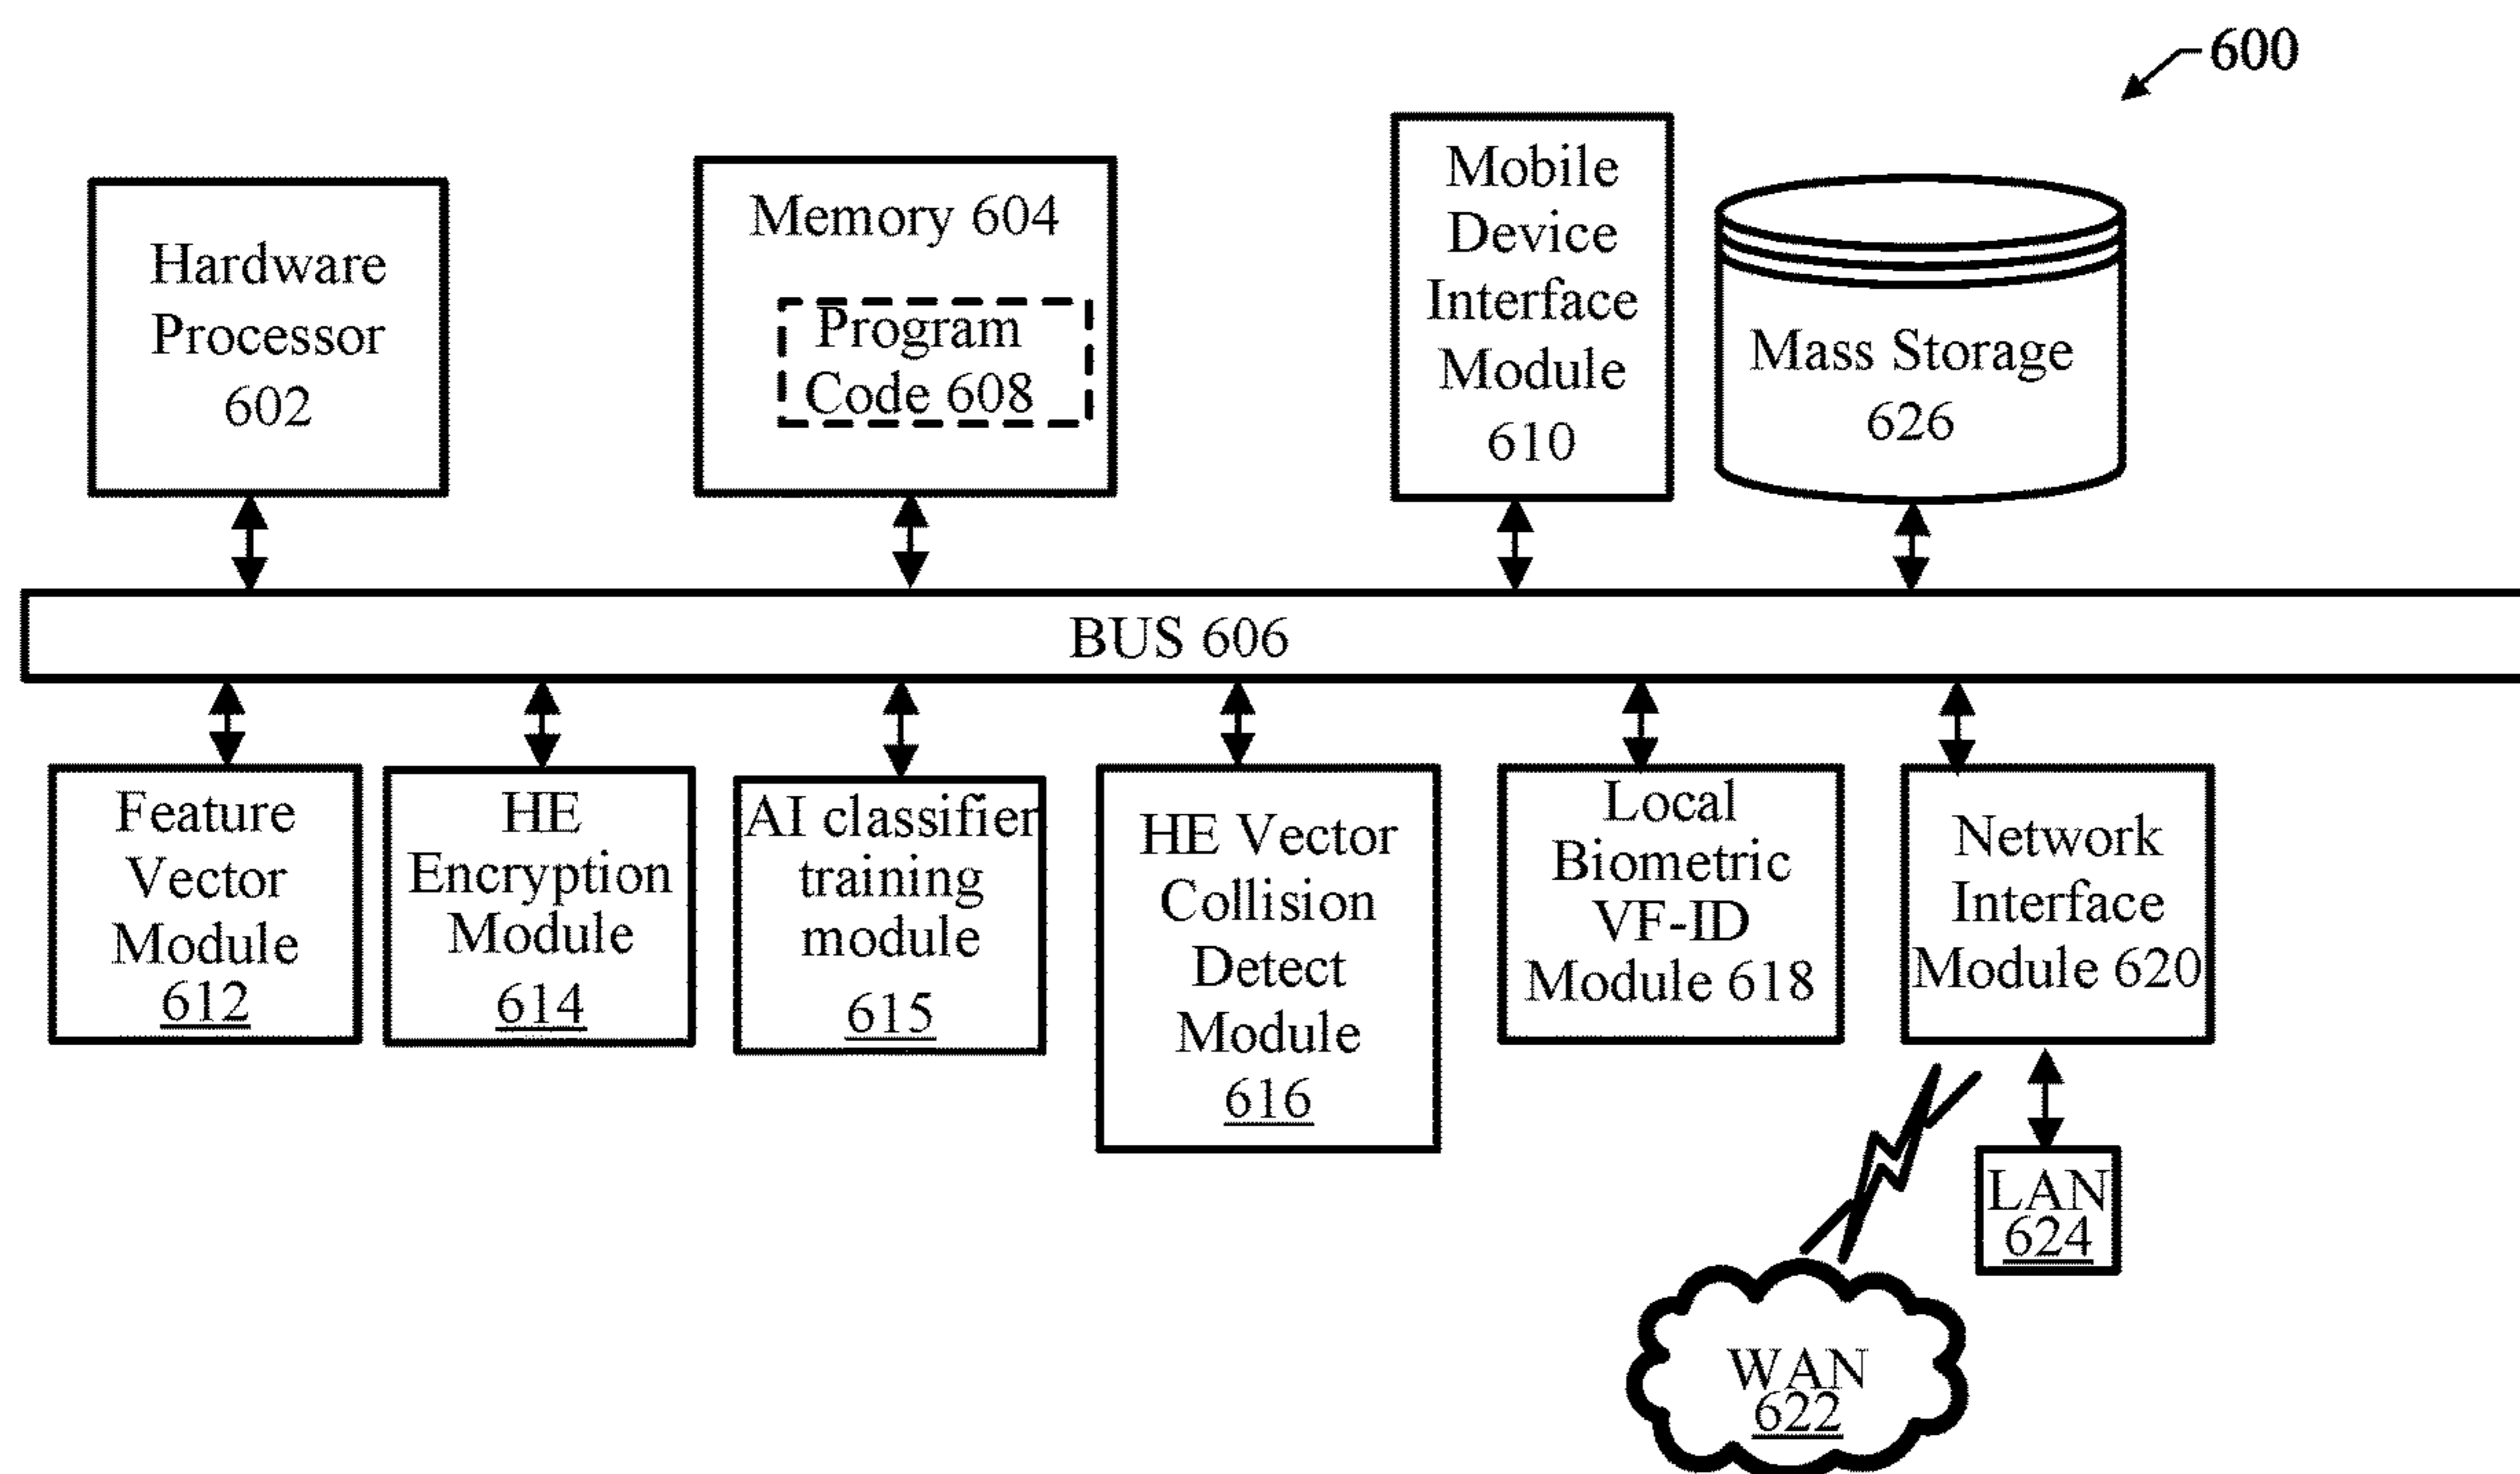 600
Hardware
Processor
602
Memory 604
Program
Code 608
Mobile
Device
Interface
Module
610
Mass Storage
626
BUS 606
Feature
Vector
Module
612
HE
Encryption
Module
614
AI classifier
training
module
615
HE Vector
Collision
Detect
Module
616
Local
Biometric
VF-ID
Module 618
Network
Interface
Module 620
LAN
624
WAN
622